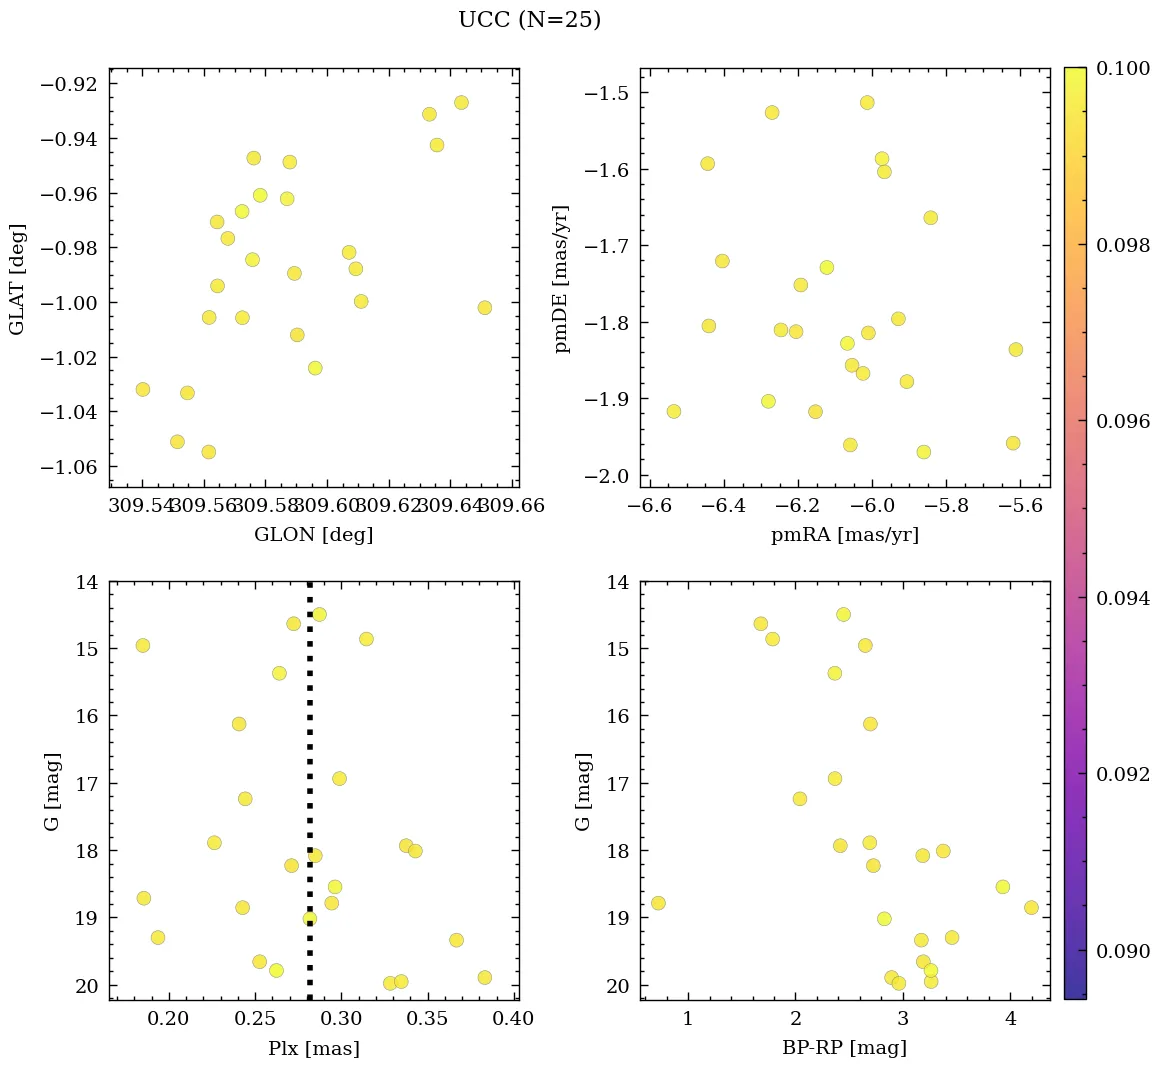 UCC (N=25)
−0.92
−0.94
−0.96
−0.98
−1.00
−1.02
−1.04
−1.06
GLAT [deg]
309.54 309.56 309.58 309.60 309.62 309.64 309.66
GLON [deg]
−1.5
−1.6
−1.7
−1.8
−1.9
−2.0
pmDE [mas/yr]
−6.6 −6.4 −6.2 −6.0 −5.8 −5.6
pmRA [mas/yr]
14
15
16
17
18
19
20
G [mag]
0.20 0.25 0.30 0.35 0.40
Plx [mas]
14
15
16
17
18
19
20
G [mag]
1 2 3 4
BP-RP [mag]
0.100
0.098
0.096
0.094
0.092
0.090